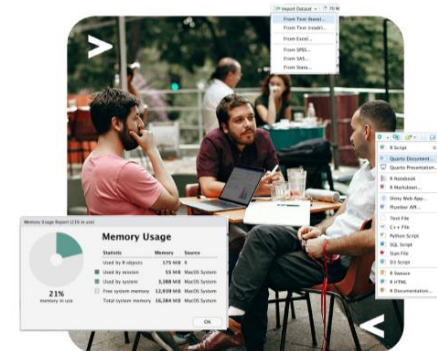 Import Dataset
From Text (base)...
From Text (readr)...
From Excel...
From SPSS...
From SAS...
From Stata...
>
R Script
Quarto Document...
Quarto Presentation...
R Notebook
R Markdown...
Shiny Web App...
Plumber API...
Text File
C++ File
Python Script
SQL Script
Stan File
D3 Script
R Sweave
R HTML
R Documentation...
Memory Usage Report (21% in use)
Memory Usage
Statistic Memory Source
Used by R objects 175 MiB R
Used by session 55 MiB MacOS System
Used by system 3,388 MiB MacOS System
Free system memory 12,939 MiB MacOS System
Total system memory 16,384 MiB MacOS System
21%
memory in use
OK
<